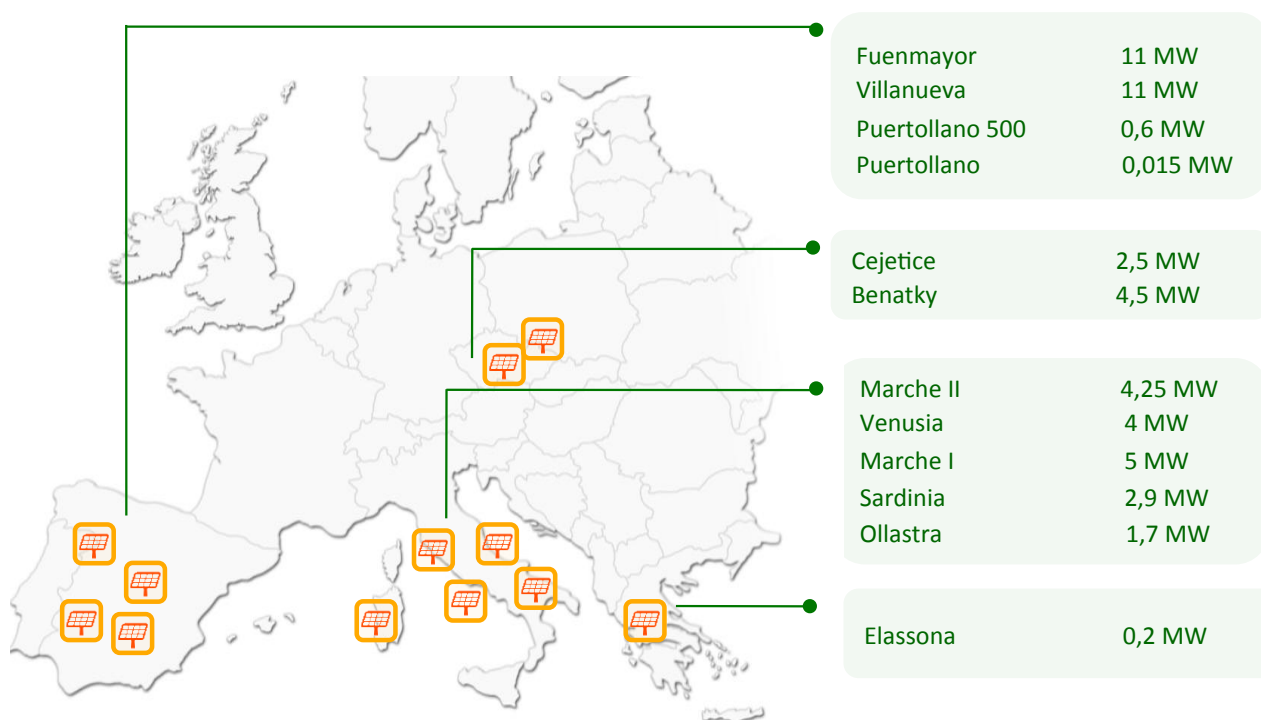 Fuenmayor 11 MW
Villanueva 11 MW
Puertollano 500 0,6 MW
Puertollano 0,015 MW
Cejetice 2,5 MW
Benatky 4,5 MW
Marche II 4,25 MW
Venusia 4 MW
Marche I 5 MW
Sardinia 2,9 MW
Ollastra 1,7 MW
Elassona 0,2 MW